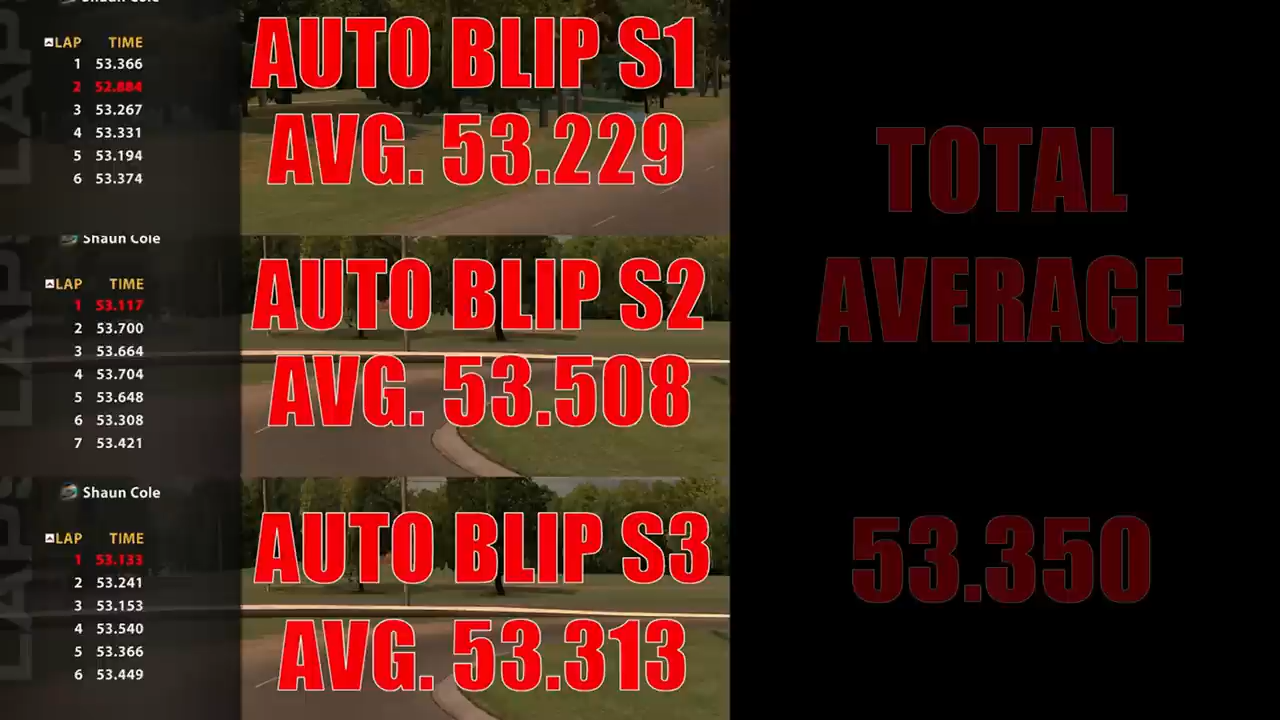 Shaun Cole
LAP TIME
1 53.366
2 52.884
3 53.267
4 53.331
5 53.194
6 53.374
AUTO BLIP S1
AVG. 53.229
Shaun Cole
LAP TIME
1 53.117
2 53.700
3 53.664
4 53.704
5 53.648
6 53.308
7 53.421
AUTO BLIP S2
AVG. 53.508
Shaun Cole
LAP TIME
1 53.133
2 53.241
3 53.153
4 53.540
5 53.366
6 53.449
AUTO BLIP S3
AVG. 53.313
TOTAL
AVERAGE
53.350